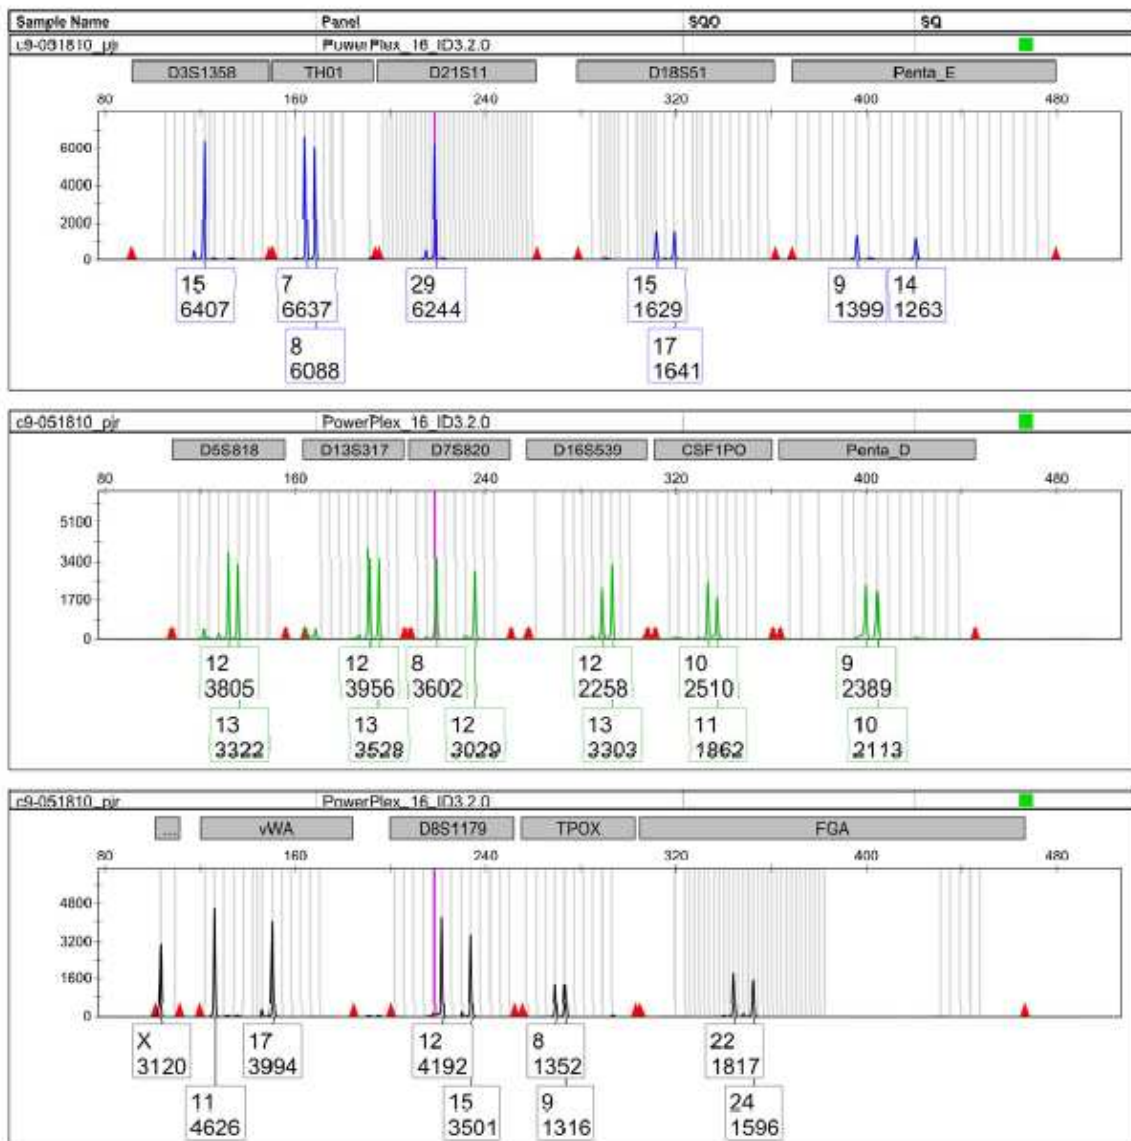 Sample Name Panel SQO SQ
c9-051810_pjr PowerPlex_16_ID3.2.0
D3S1358 TH01 D21S11 D18S51 Penta_E
80 160 240 320 400 480
6000
4000
2000
0
15 7 29 15 9 14
6407 6637 6244 1629 1399 1263
8 17
6088 1641
c9-051810_pjr PowerPlex_16_ID3.2.0
D5S818 D13S317 D7S820 D16S539 CSF1PO Penta_D
80 160 240 320 400 480
5100
3400
1700
0
12 12 8 12 10 9
3805 3956 3602 2258 2510 2389
13 13 12 13 11 10
3322 3528 3029 3303 1862 2113
c9-051810_pjr PowerPlex_16_ID3.2.0
... vWA D8S1179 TPOX FGA
80 160 240 320 400 480
4800
3200
1600
0
X 17 12 8 22
3120 3994 4192 1352 1817
11 15 9 24
4626 3501 1316 1596